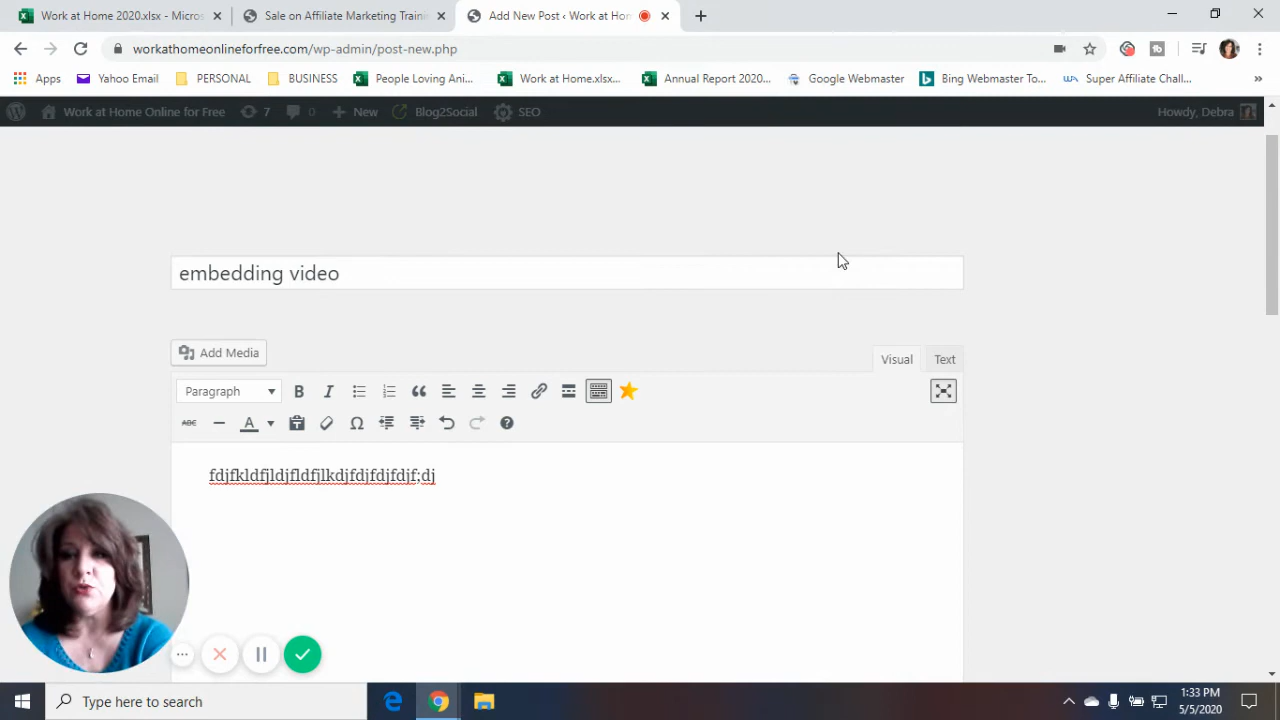 Work at Home 2020.xlsx - Micros
Sale on Affiliate Marketing Trainin
Add New Post ‹ Work at Hom
workathomeonlineforfree.com/wp-admin/post-new.php
Apps
Yahoo Email
PERSONAL
BUSINESS
People Loving Ani...
Work at Home.xlsx...
Annual Report 2020...
Google Webmaster
Bing Webmaster To...
Super Affiliate Chall...
Work at Home Online for Free
7
0
New
Blog2Social
SEO
Howdy, Debra
embedding video
Add Media
Visual
Text
Paragraph
B
I
ABC
A
Ω
fdjfkldfjldjfldfjlkdjfdjfdjfdjf;dj
Type here to search
1:33 PM
5/5/2020